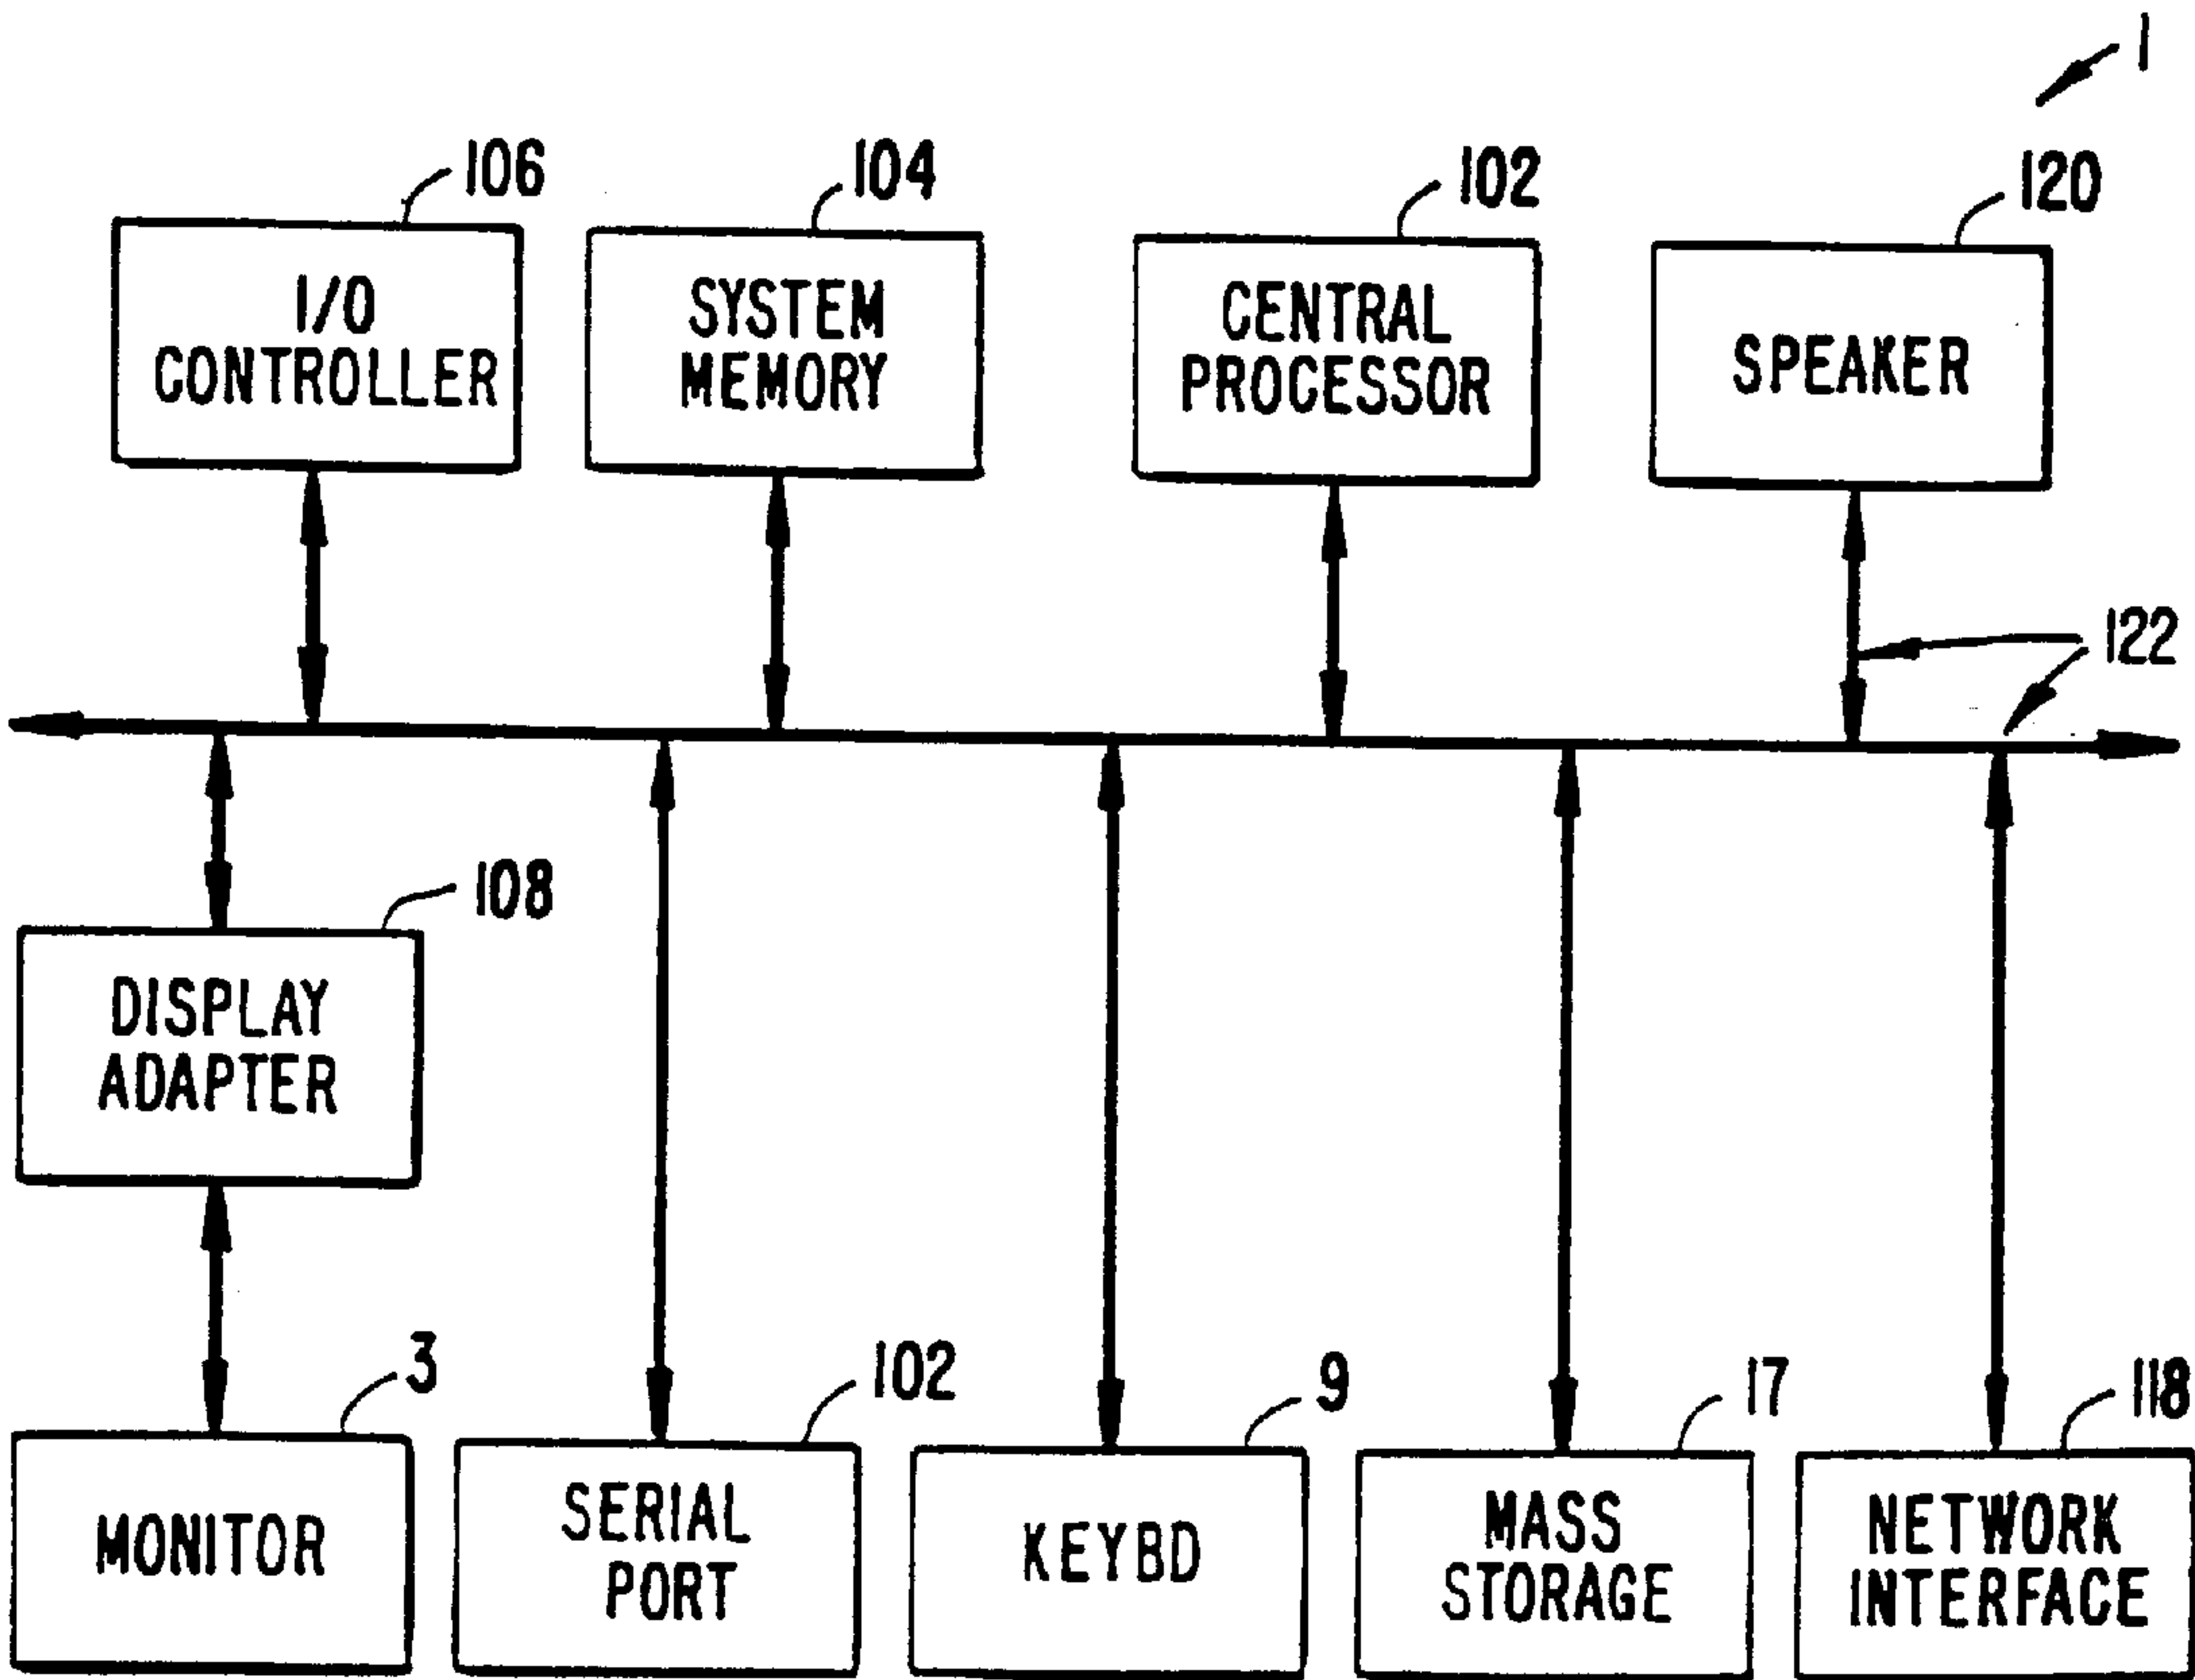 1
106
104
102
120
I/O
CONTROLLER
SYSTEM
MEMORY
CENTRAL
PROCESSOR
SPEAKER
122
108
DISPLAY
ADAPTER
3
102
9
17
118
MONITOR
SERIAL
PORT
KEYBD
MASS
STORAGE
NETWORK
INTERFACE